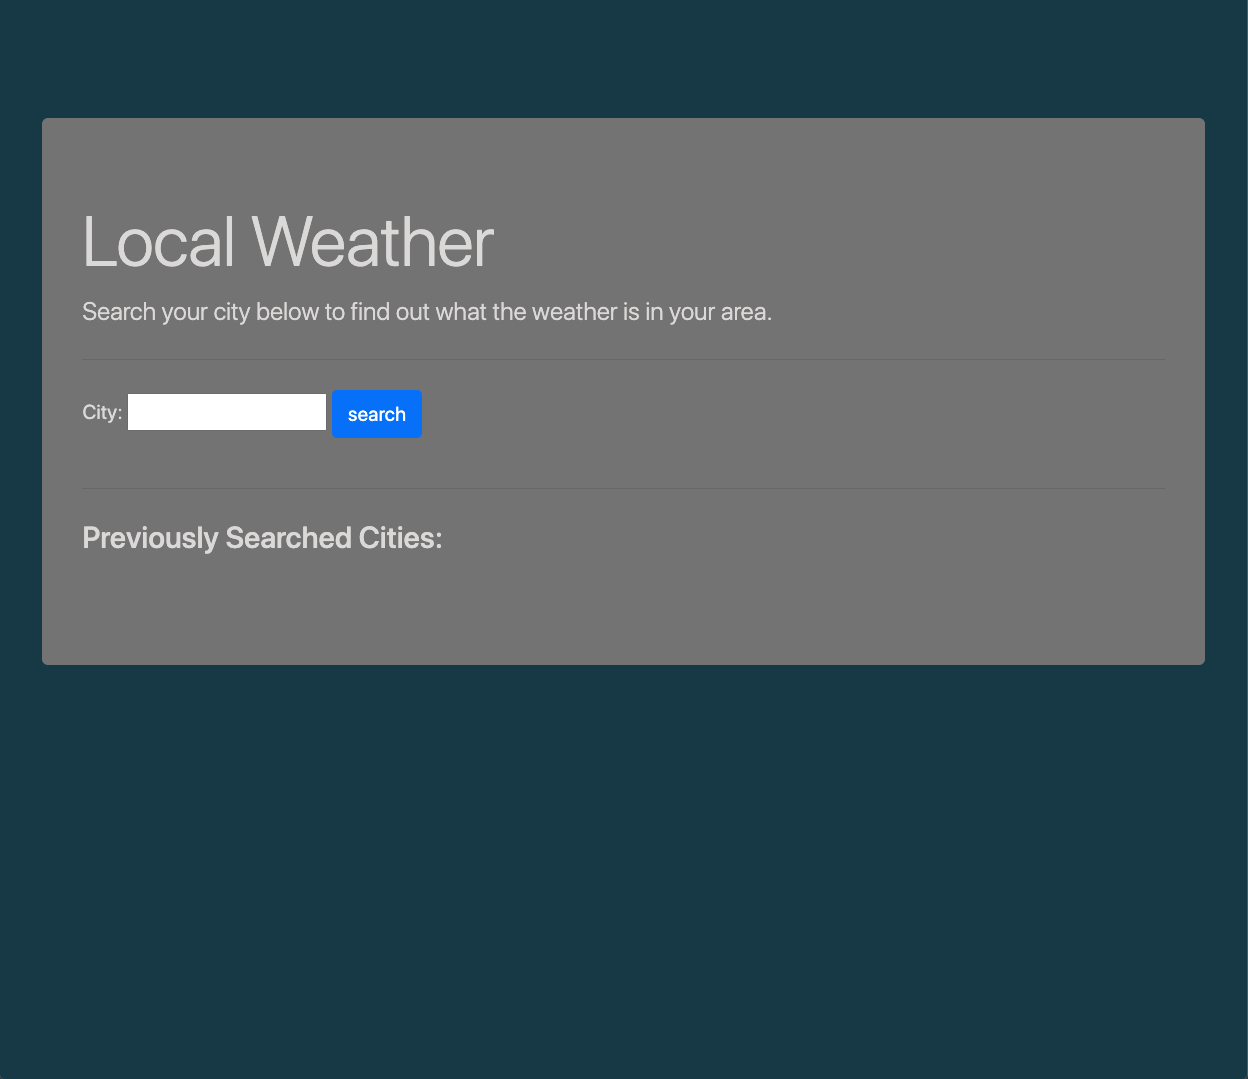 Local Weather
Search your city below to find out what the weather is in your area.
City: search
Previously Searched Cities: